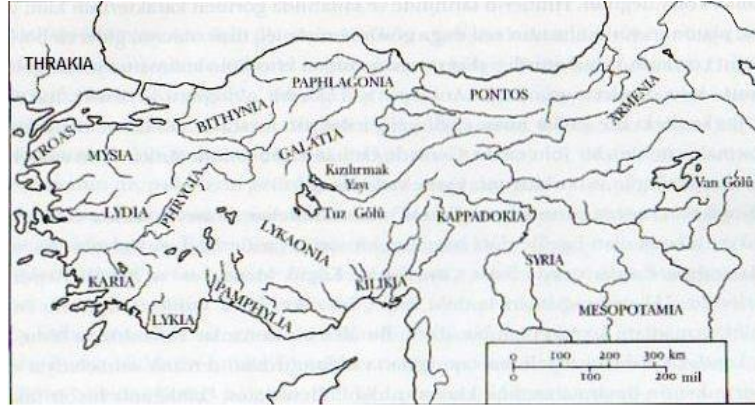 THRAKIA
PAPHLAGONIA
PONTOS
ARMENIA
BITHYNIA
TROAS
MYSIA
GALATIA
Kızılırmak
Yayı
Van Gölü
PHRYGIA
LYDIA
Tuz Gölü
KAPPADOKIA
LYKAONIA
SYRIA
KARIA
KILIKIA
PAMPHYLIA
LYKIA
MESOPOTAMIA
0 100 200 300 km
0 100 200 mil